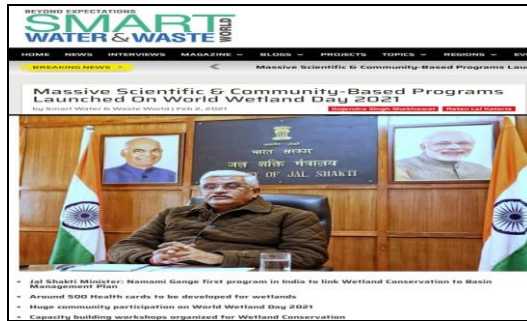 BEYOND EXPECTATIONS
SMART
WATER & WASTE WORLD
HOME NEWS INTERVIEWS MAGAZINE BLOGS PROJECTS TOPICS REGIONS
BREAKING NEWS Massive Scientific & Community-Based Programs
Massive Scientific & Community-Based Programs
Launched On World Wetland Day 2021
by Smart Water & Waste World | Feb 2, 2021 Gajendra Singh Shekhawat Ratan Lal Kataria
भारत सरकार
जल शक्ति मंत्रालय
OF JAL SHAKTI
Jal Shakti Minister: Namami Gange first program in India to link Wetland Conservation to Basin
Management Plan
Around 500 Health cards to be developed for wetlands
Huge community participation on World Wetland Day 2021
Capacity building workshops organized for Wetland Conservation